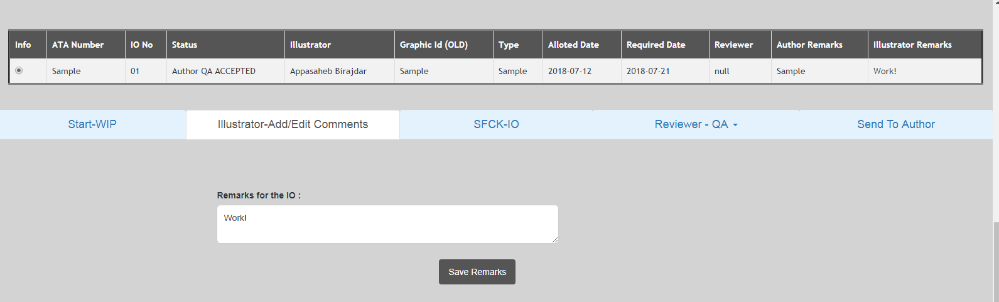 Info ATA Number IO No Status Illustrator Graphic Id (OLD) Type Alloted Date Required Date Reviewer Author Remarks Illustrator Remarks
Sample 01 Author QA ACCEPTED Appasaheb Birajdar Sample Sample 2018-07-12 2018-07-21 null Sample Work!
Start-WIP Illustrator-Add/Edit Comments SFCK-IO Reviewer - QA Send To Author
Remarks for the IO :
Work!
Save Remarks